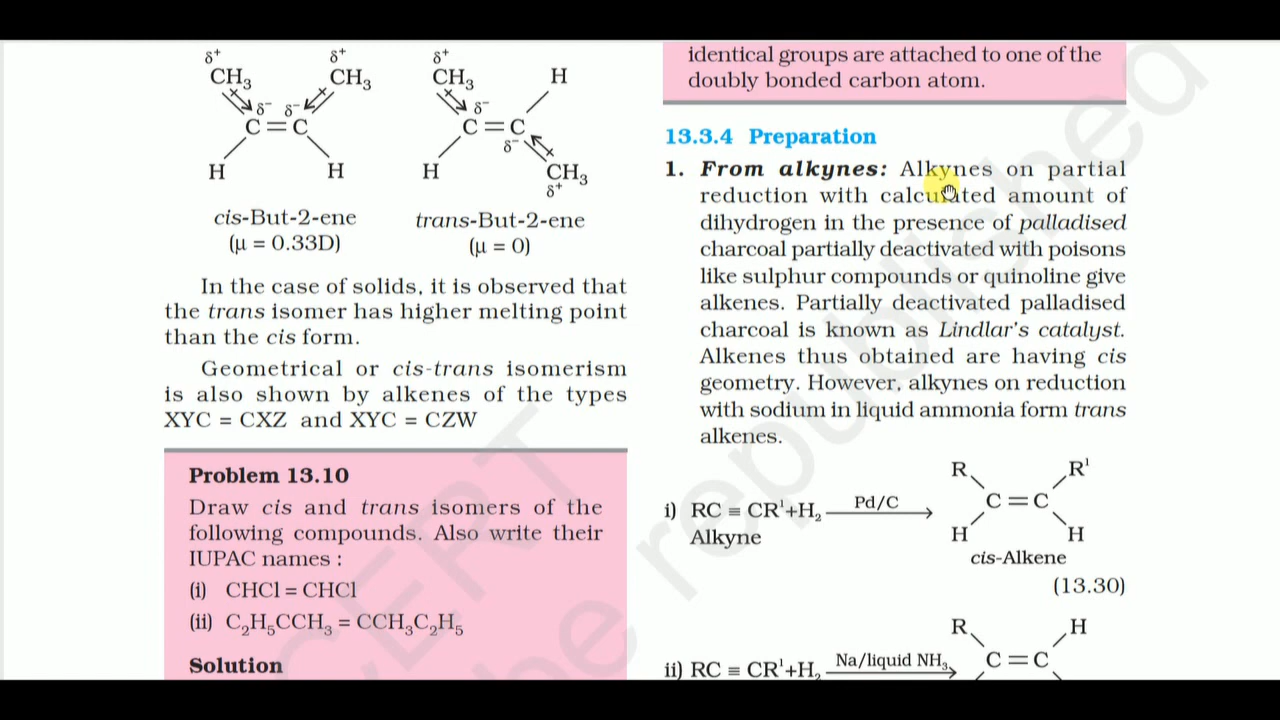 δ+ δ+
CH3 CH3
δ- δ-
C = C
H H
cis-But-2-ene
(μ = 0.33D)
δ+
CH3 H
δ-
C = C
δ-
H CH3
δ+
trans-But-2-ene
(μ = 0)
In the case of solids, it is observed that
the trans isomer has higher melting point
than the cis form.
Geometrical or cis-trans isomerism
is also shown by alkenes of the types
XYC = CXZ and XYC = CZW
Problem 13.10
Draw cis and trans isomers of the
following compounds. Also write their
IUPAC names :
(i) CHCl = CHCl
(ii) C2H5CCH3 = CCH3C2H5
Solution
identical groups are attached to one of the
doubly bonded carbon atom.
13.3.4 Preparation
1. From alkynes: Alkynes on partial
reduction with calculated amount of
dihydrogen in the presence of palladised
charcoal partially deactivated with poisons
like sulphur compounds or quinoline give
alkenes. Partially deactivated palladised
charcoal is known as Lindlar's catalyst.
Alkenes thus obtained are having cis
geometry. However, alkynes on reduction
with sodium in liquid ammonia form trans
alkenes.
i) RC ≡ CR1+H2 Pd/C
Alkyne
R R1
C = C
H H
cis-Alkene
(13.30)
ii) RC ≡ CR1+H2 Na/liquid NH3
R H
C = C